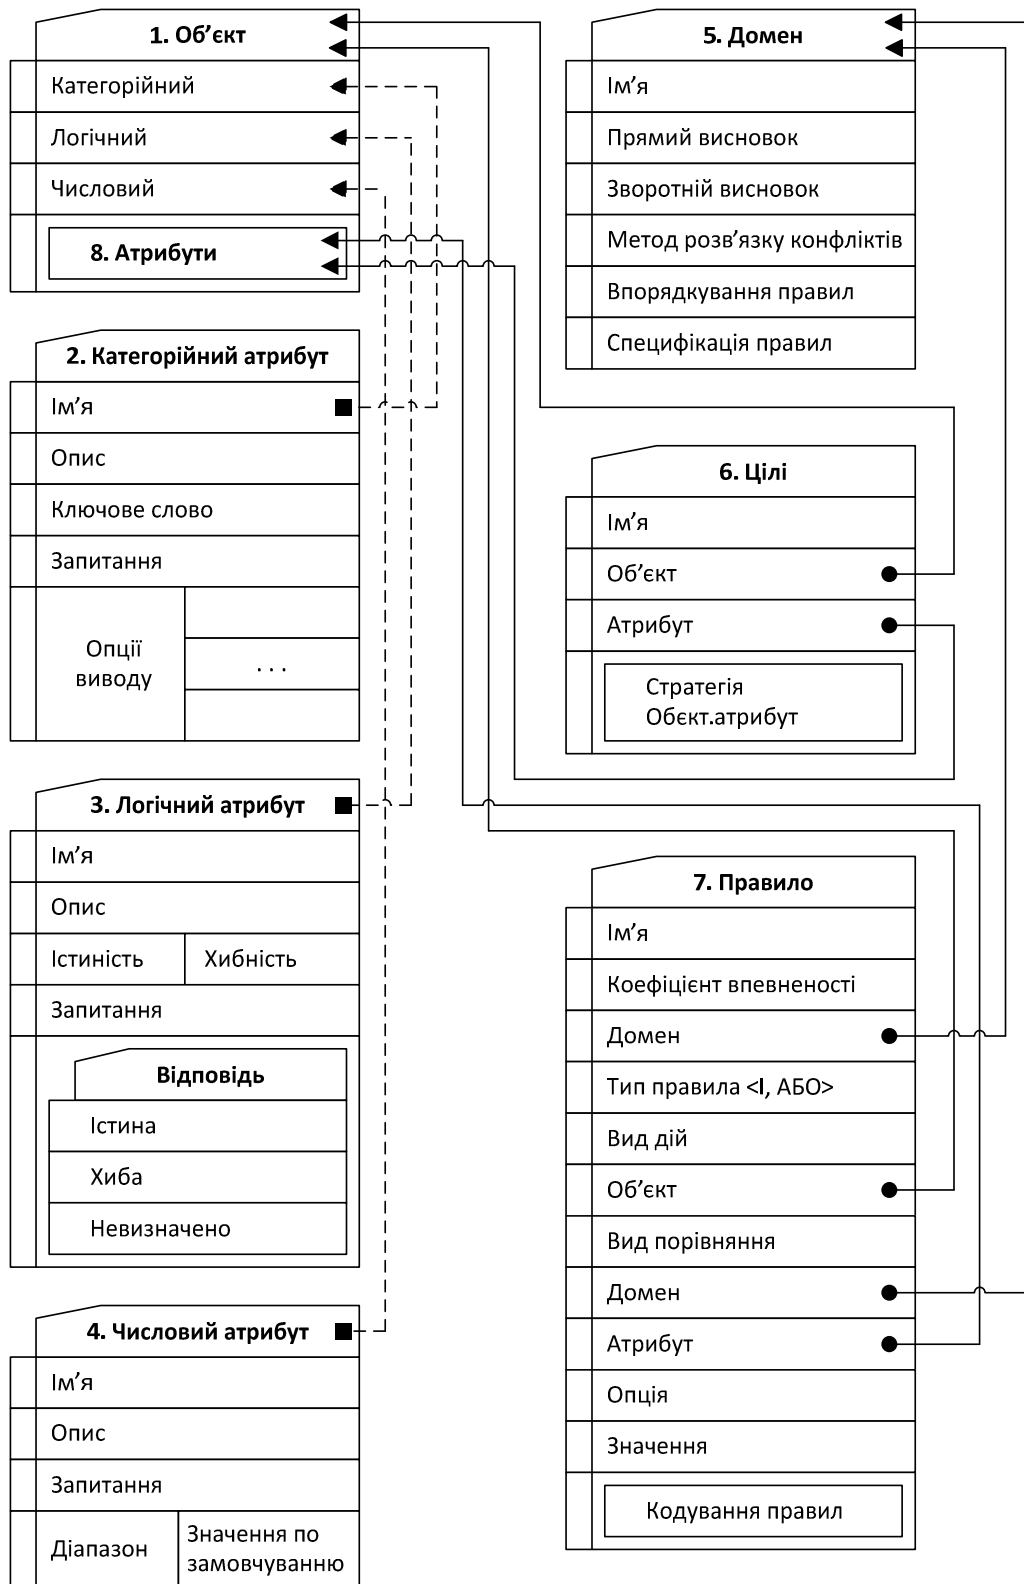 1. Об’єкт
Категорійний
Логічний
Числовий
8. Атрибути
2. Категорійний атрибут
Ім’я
Опис
Ключове слово
Запитання
Опції
виводу
. . .
3. Логічний атрибут
Ім’я
Опис
Істиність
Хибність
Запитання
Відповідь
Істина
Хиба
Невизначено
4. Числовий атрибут
Ім’я
Опис
Запитання
Діапазон
Значення по
замовчуванню
5. Домен
Ім’я
Прямий висновок
Зворотній висновок
Метод розв'язку конфліктів
Впорядкування правил
Специфікація правил
6. Цілі
Ім’я
Об’єкт
Атрибут
Стратегія
Обєкт.атрибут
7. Правило
Ім’я
Коефіцієнт впевненості
Домен
Тип правила <І, АБО>
Вид дій
Об’єкт
Вид порівняння
Домен
Атрибут
Опція
Значення
Кодування правил